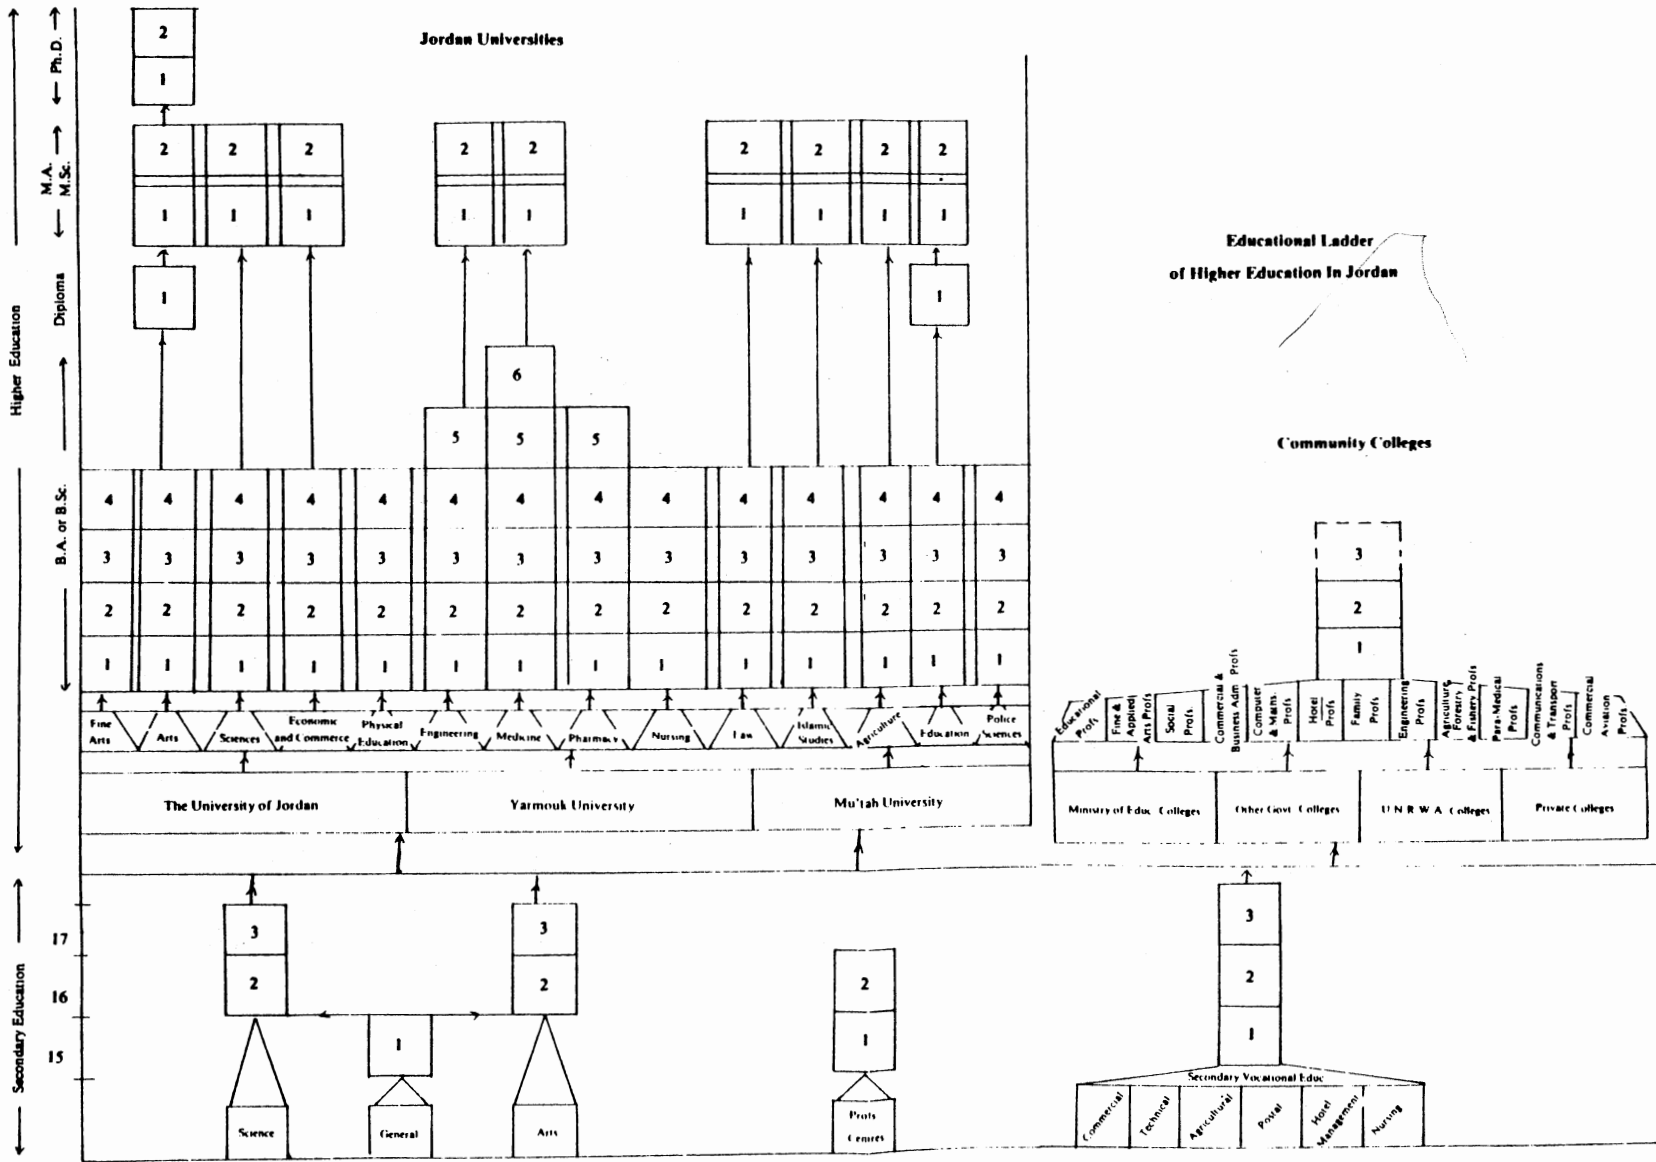 Jordan Universities
Educational Ladder
of Higher Education In Jordan
Community Colleges
Higher Education
Secondary Education
Ph.D.
M.A.
M.Sc.
Diploma
B.A. or B.Sc.
17
16
15
2
1
2 2 2 2 2 2 2 2 2
1 1 1 1 1 1 1 1 1
1 1
6
5 5 5
4 4 4 4 4 4 4 4 4 4 4 4 4 4
3 3 3 3 3 3 3 3 3 3 3 3 3 3
2 2 2 2 2 2 2 2 2 2 2 2 2 2
1 1 1 1 1 1 1 1 1 1 1 1 1 1
Fine
Arts
Arts
Sciences
Economic
and Commerce
Physical
Education
Engineering
Medicine
Pharmacy
Nursing
Law
Islamic
Studies
Agriculture
Education
Police
Sciences
The University of Jordan
Yarmouk University
Mu'tah University
3
2
1
Educational
Profs
Fine &
Applied
Arts Profs
Social
Profs.
Commercial &
Business Adm Profs
Computer
& Mains.
Profs
Hotel
Profs
Family
Profs
Engineering
Profs
Agriculture,
Forestry
& Fishery Profs
Para-Medical
Profs
Communications
& Transport
Profs
Commercial
Aviation
Profs
Ministry of Educ Colleges
Other Govt Colleges
U N R W A Colleges
Private Colleges
3
2
3
2
1
2
1
3
2
1
Science
General
Arts
Profs
Centres
Secondary Vocational Educ
Commercial
Technical
Agricultural
Postal
Hotel
Management
Nursing